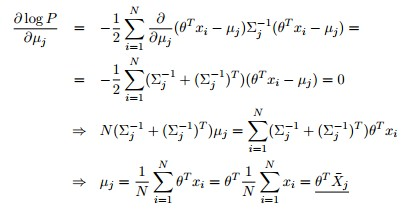 ∂ log P / ∂μ_j = −1/2 ∑_{i=1}^{N} ∂/∂μ_j (θ^T x_i − μ_j)Σ_j^{−1}(θ^T x_i − μ_j) =
= −1/2 ∑_{i=1}^{N} (Σ_j^{−1} + (Σ_j^{−1})^T)(θ^T x_i − μ_j) = 0
⇒ N(Σ_j^{−1} + (Σ_j^{−1})^T)μ_j = ∑_{i=1}^{N} (Σ_j^{−1} + (Σ_j^{−1})^T)θ^T x_i
⇒ μ_j = 1/N ∑_{i=1}^{N} θ^T x_i = θ^T 1/N ∑_{i=1}^{N} x_i = θ^T X̄_j